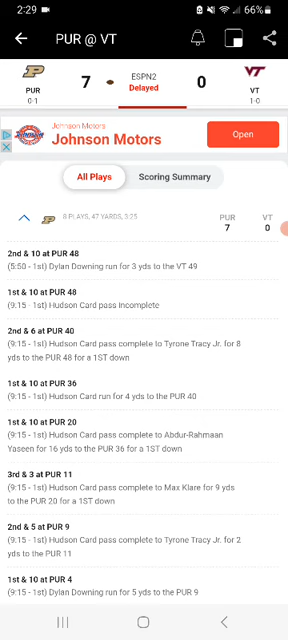 2:29
66%
PUR @ VT
PUR
0-1
7
ESPN2
Delayed
0
VT
1-0
Johnson Motors
Johnson Motors
Open
All Plays
Scoring Summary
8 PLAYS, 47 YARDS, 3:25
PUR
VT
7
0
2nd & 10 at PUR 48
(5:50 - 1st) Dylan Downing run for 3 yds to the VT 49
1st & 10 at PUR 48
(9:15 - 1st) Hudson Card pass incomplete
2nd & 6 at PUR 40
(9:15 - 1st) Hudson Card pass complete to Tyrone Tracy Jr. for 8
yds to the PUR 48 for a 1ST down
1st & 10 at PUR 36
(9:15 - 1st) Hudson Card run for 4 yds to the PUR 40
1st & 10 at PUR 20
(9:15 - 1st) Hudson Card pass complete to Abdur-Rahmaan
Yaseen for 16 yds to the PUR 36 for a 1ST down
3rd & 3 at PUR 11
(9:15 - 1st) Hudson Card pass complete to Max Klare for 9 yds
to the PUR 20 for a 1ST down
2nd & 5 at PUR 9
(9:15 - 1st) Hudson Card pass complete to Tyrone Tracy Jr. for 2
yds to the PUR 11
1st & 10 at PUR 4
(9:15 - 1st) Dylan Downing run for 5 yds to the PUR 9